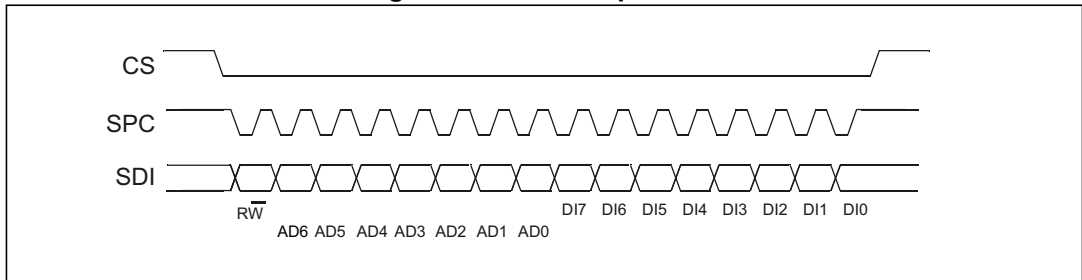 CS
SPC
SDI
RW DI7 DI6 DI5 DI4 DI3 DI2 DI1 DI0
AD6 AD5 AD4 AD3 AD2 AD1 AD0